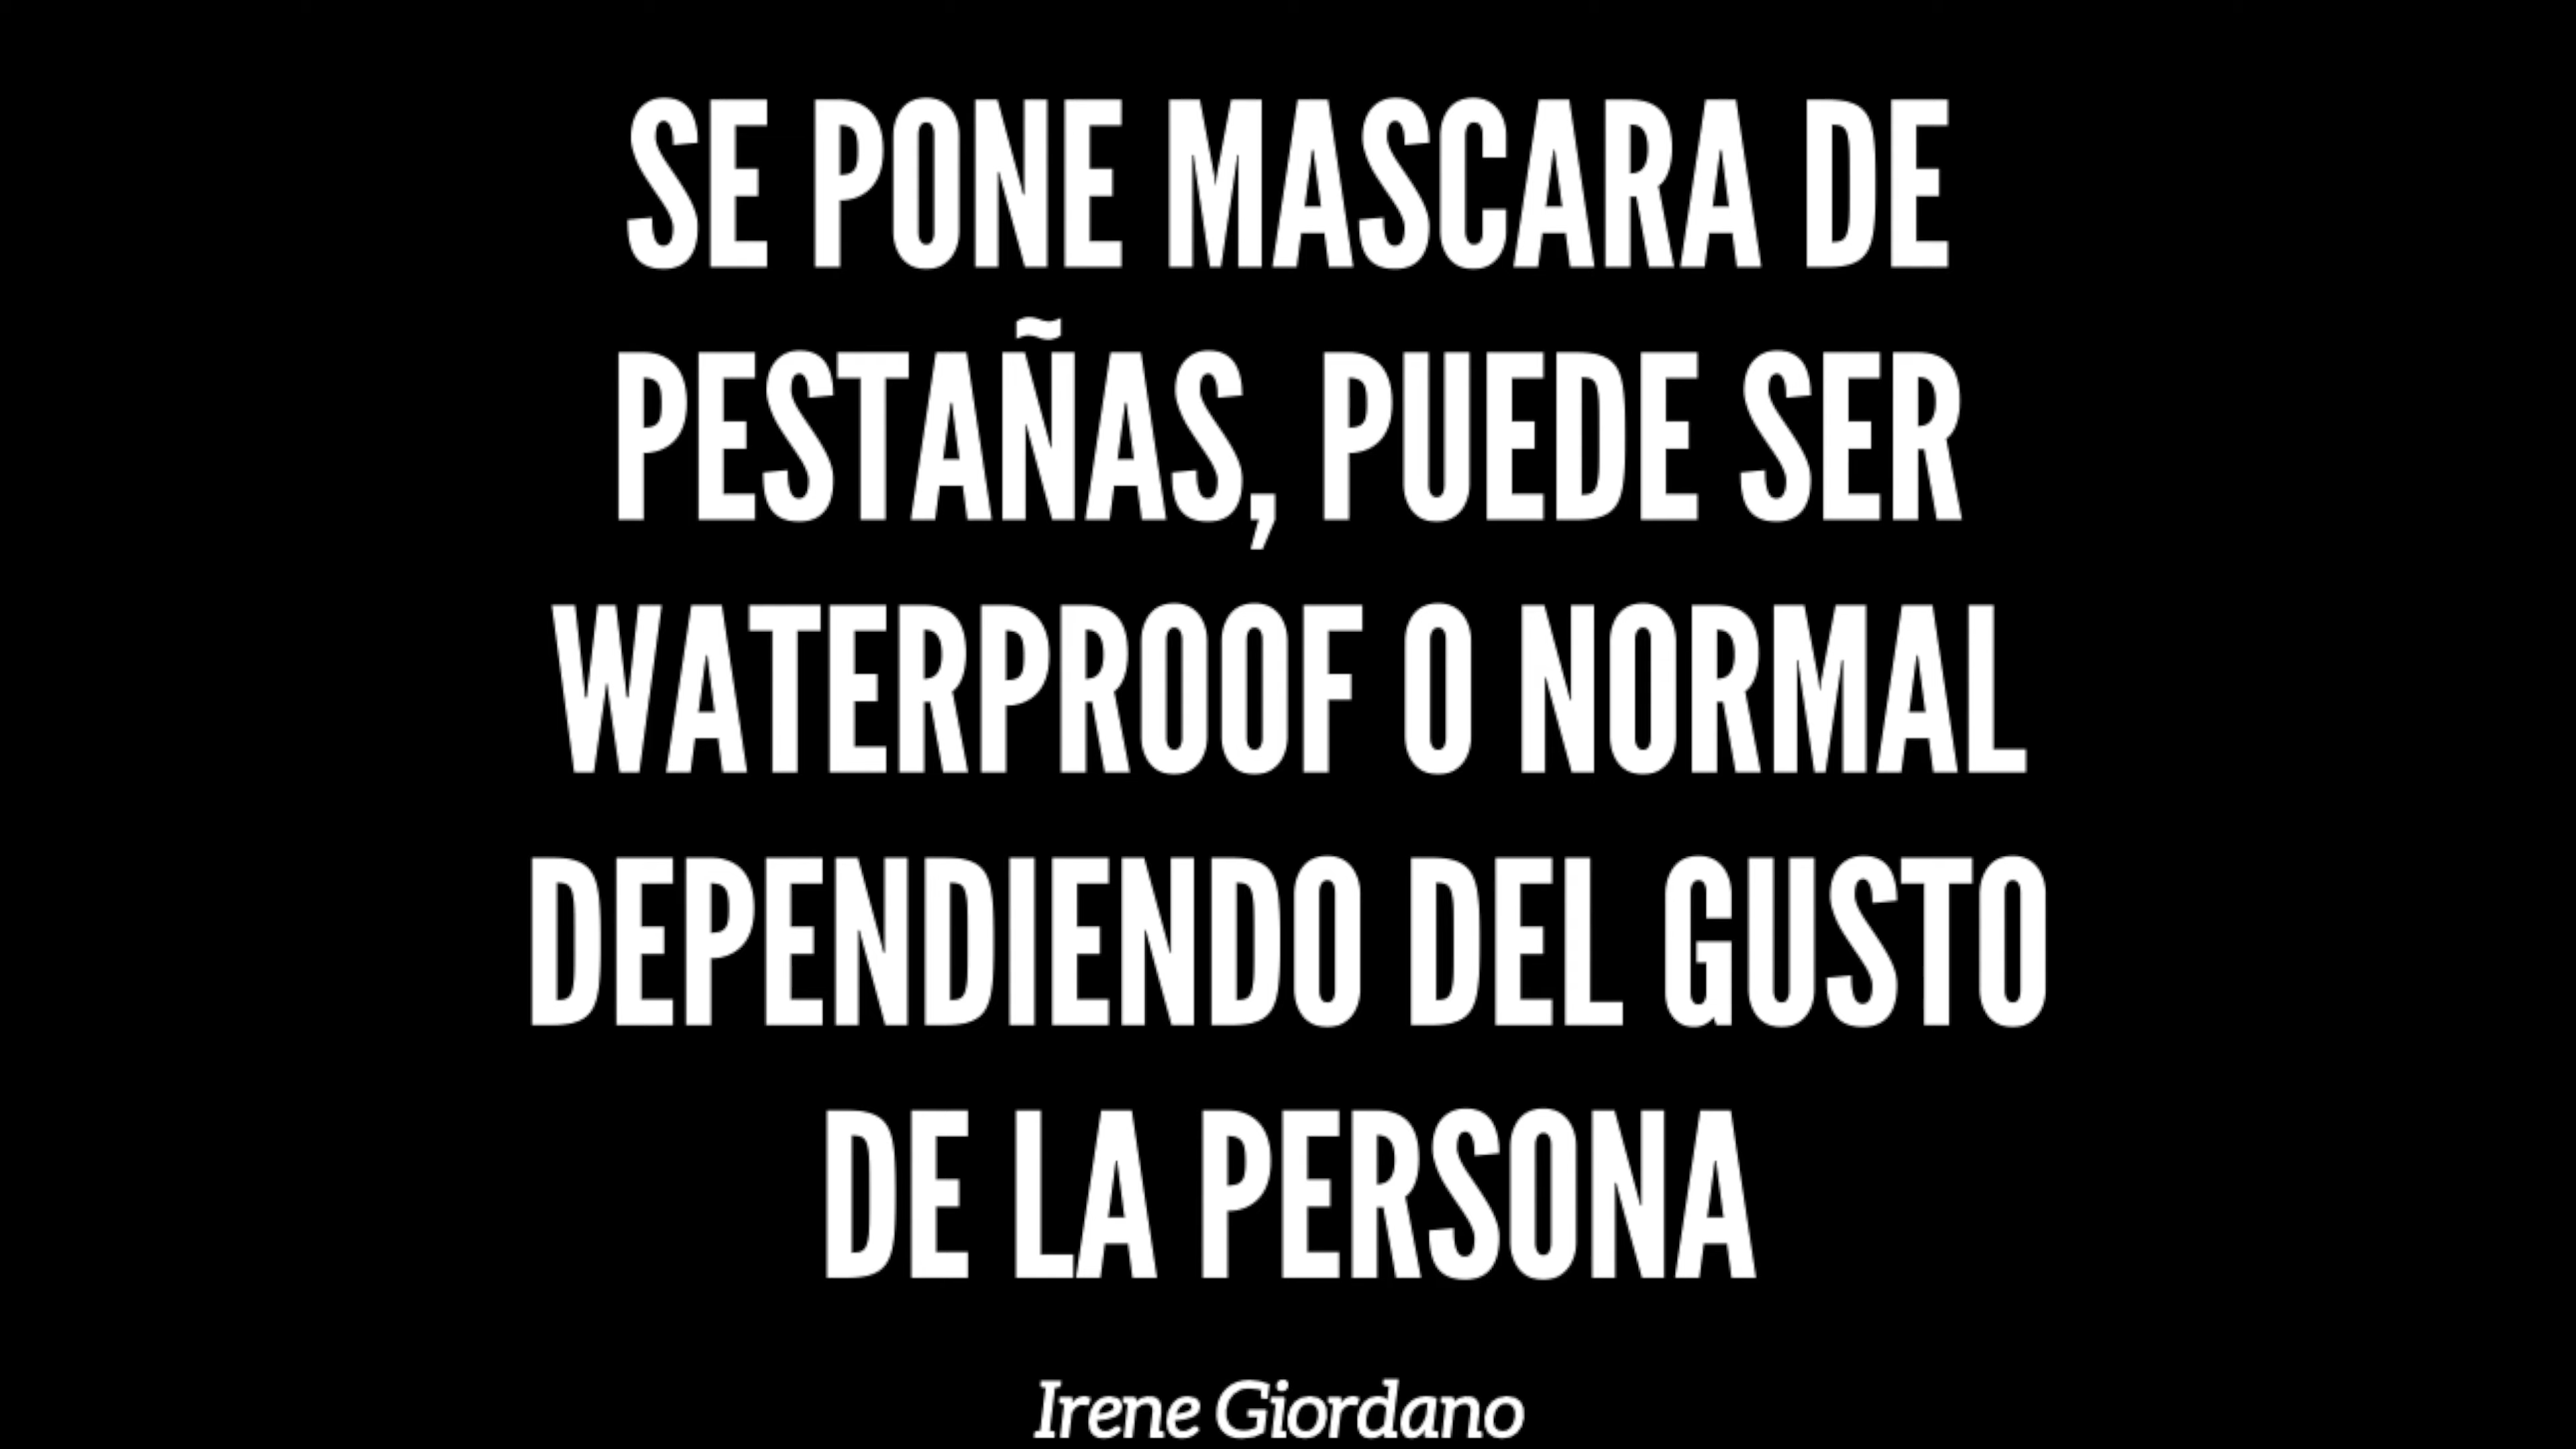 SE PONE MASCARA DE
PESTAÑAS, PUEDE SER
WATERPROOF O NORMAL
DEPENDIENDO DEL GUSTO
DE LA PERSONA
Irene Giordano